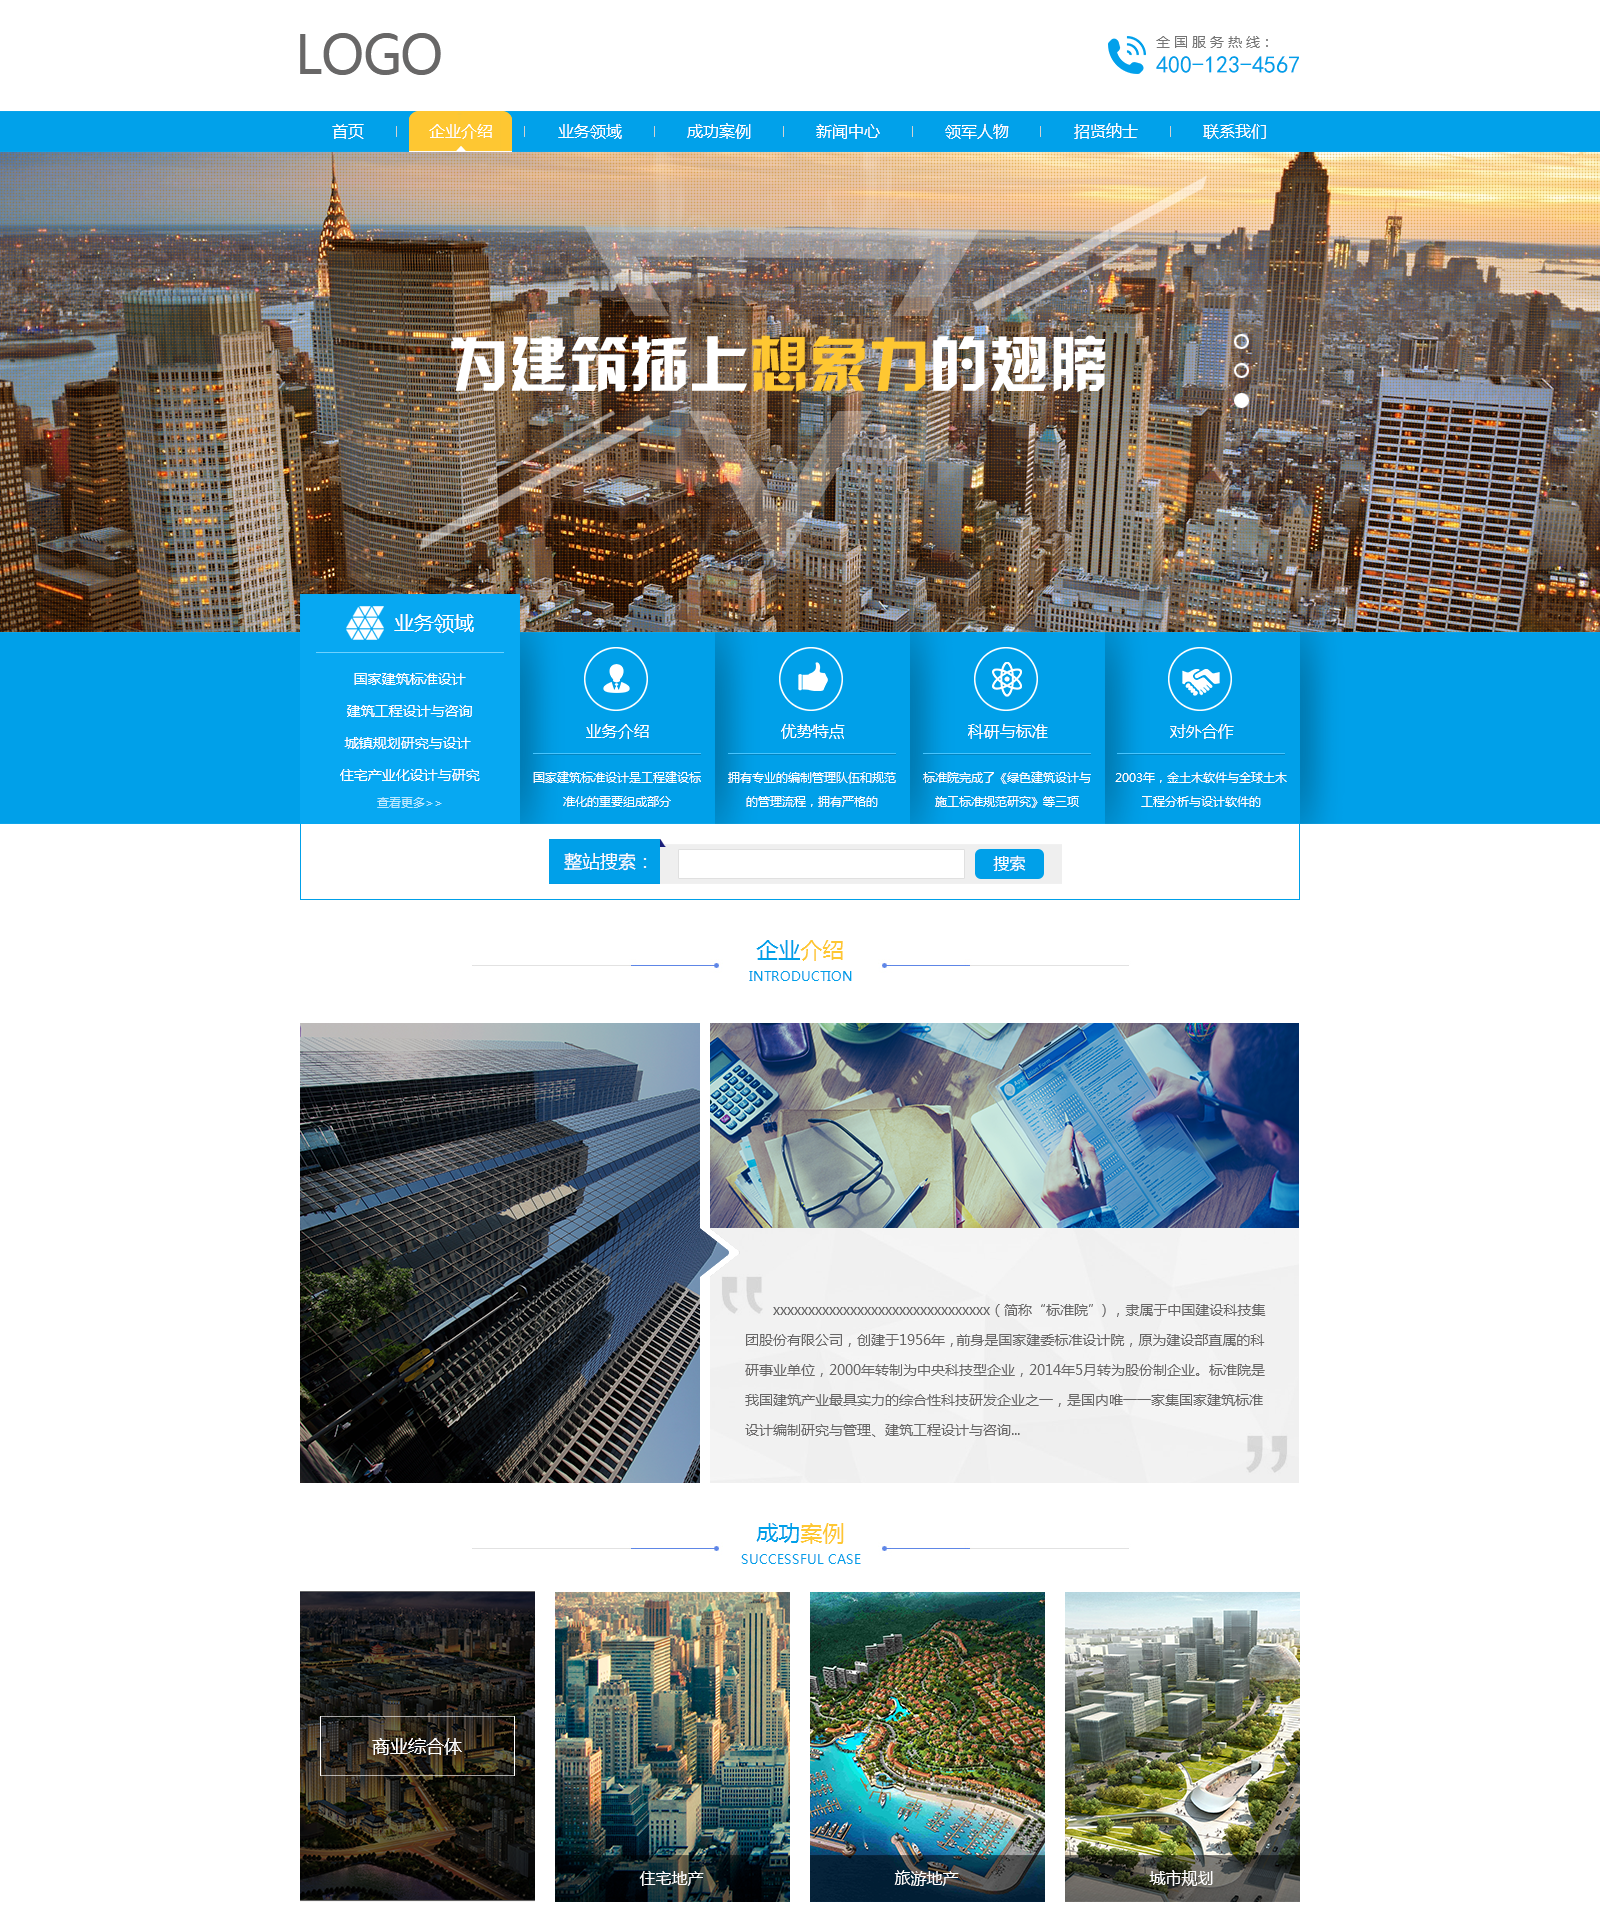 LOGO
全国服务热线：
400-123-4567
首页
企业介绍
业务领域
成功案例
新闻中心
领军人物
招贤纳士
联系我们
为建筑插上想象力的翅膀
业务领域
国家建筑标准设计
建筑工程设计与咨询
城镇规划研究与设计
住宅产业化设计与研究
查看更多>>
业务介绍
国家建筑标准设计是工程建设标
准化的重要组成部分
优势特点
拥有专业的编制管理队伍和规范
的管理流程，拥有严格的
科研与标准
标准院完成了《绿色建筑设计与
施工标准规范研究》等三项
对外合作
2003年，金土木软件与全球土木
工程分析与设计软件的
整站搜索：
搜索
企业介绍
INTRODUCTION
xxxxxxxxxxxxxxxxxxxxxxxxxxxxxxx（简称“标准院”），隶属于中国建设科技集
团股份有限公司，创建于1956年，前身是国家建委标准设计院，原为建设部直属的科
研事业单位，2000年转制为中央科技型企业，2014年5月转为股份制企业。标准院是
我国建筑产业最具实力的综合性科技研发企业之一，是国内唯一一家集国家建筑标准
设计编制研究与管理、建筑工程设计与咨询...
成功案例
SUCCESSFUL CASE
商业综合体
住宅地产
旅游地产
城市规划